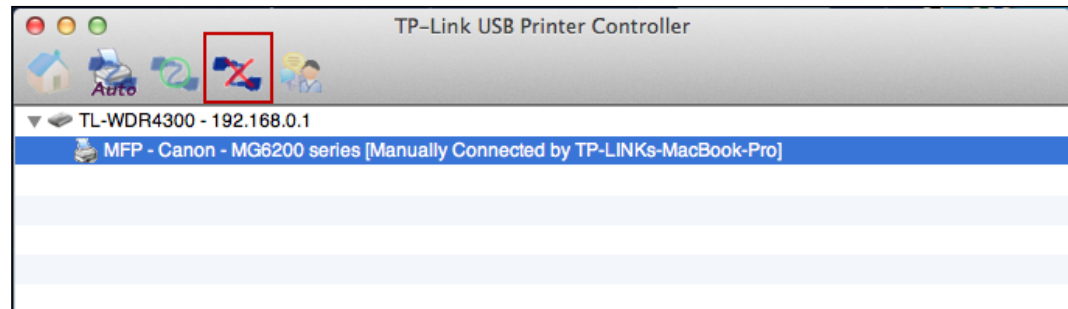 TP-Link USB Printer Controller
Auto
TL-WDR4300 - 192.168.0.1
MFP - Canon - MG6200 series [Manually Connected by TP-LINKs-MacBook-Pro]